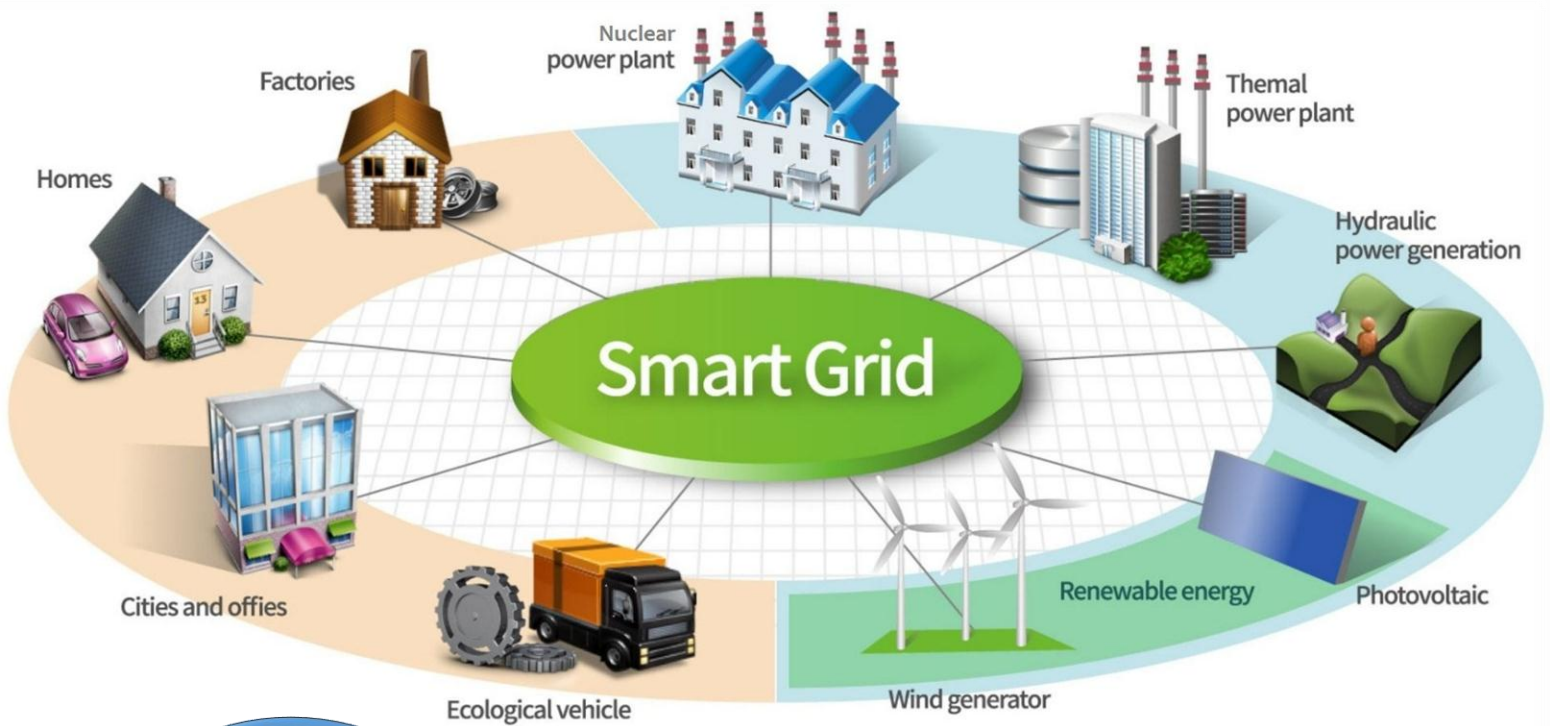 Nuclear
power plant
Factories
Themal
power plant
Homes
Hydraulic
power generation
Smart Grid
13
Renewable energy
Photovoltaic
Cities and offies
Wind generator
Ecological vehicle